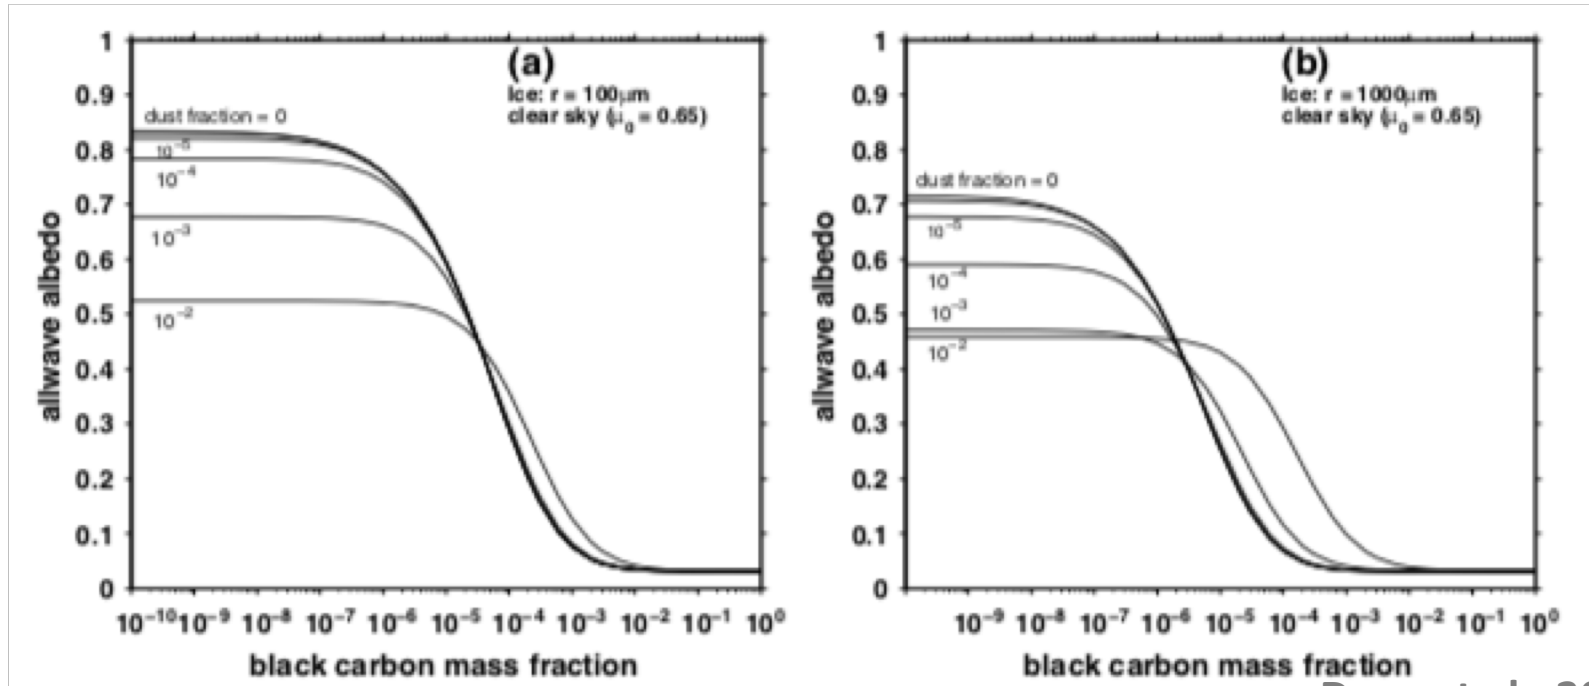 (a)
Ice: r = 100μm
clear sky (μ0 = 0.65)
dust fraction = 0
10−5
10−4
10−3
10−2
allwave albedo
1
0.9
0.8
0.7
0.6
0.5
0.4
0.3
0.2
0.1
0
10−10 10−9 10−8 10−7 10−6 10−5 10−4 10−3 10−2 10−1 100
black carbon mass fraction
(b)
Ice: r = 1000μm
clear sky (μ0 = 0.65)
dust fraction = 0
10−5
10−4
10−3
10−2
allwave albedo
1
0.9
0.8
0.7
0.6
0.5
0.4
0.3
0.2
0.1
0
10−9 10−8 10−7 10−6 10−5 10−4 10−3 10−2 10−1 100
black carbon mass fraction